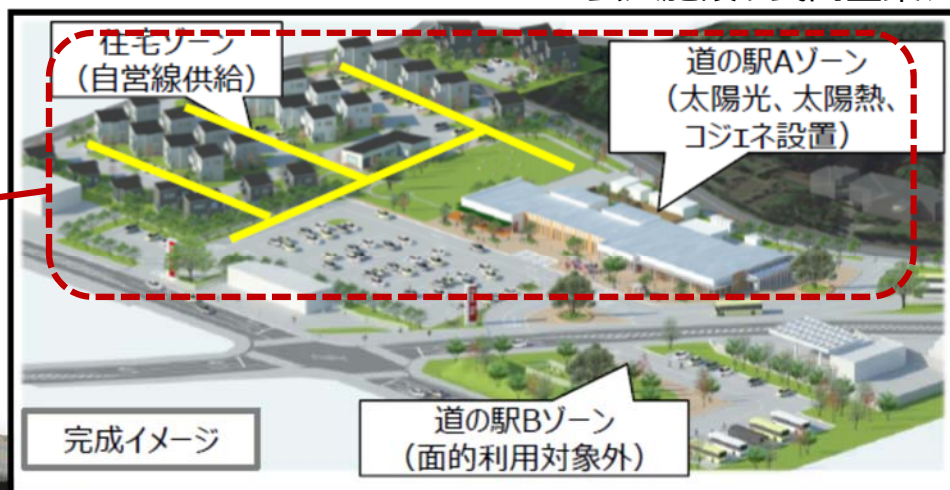 住宅ゾーン
（自営線供給）
道の駅Aゾーン
（太陽光、太陽熱、
コジェネ設置）
道の駅Bゾーン
（面的利用対象外）
完成イメージ